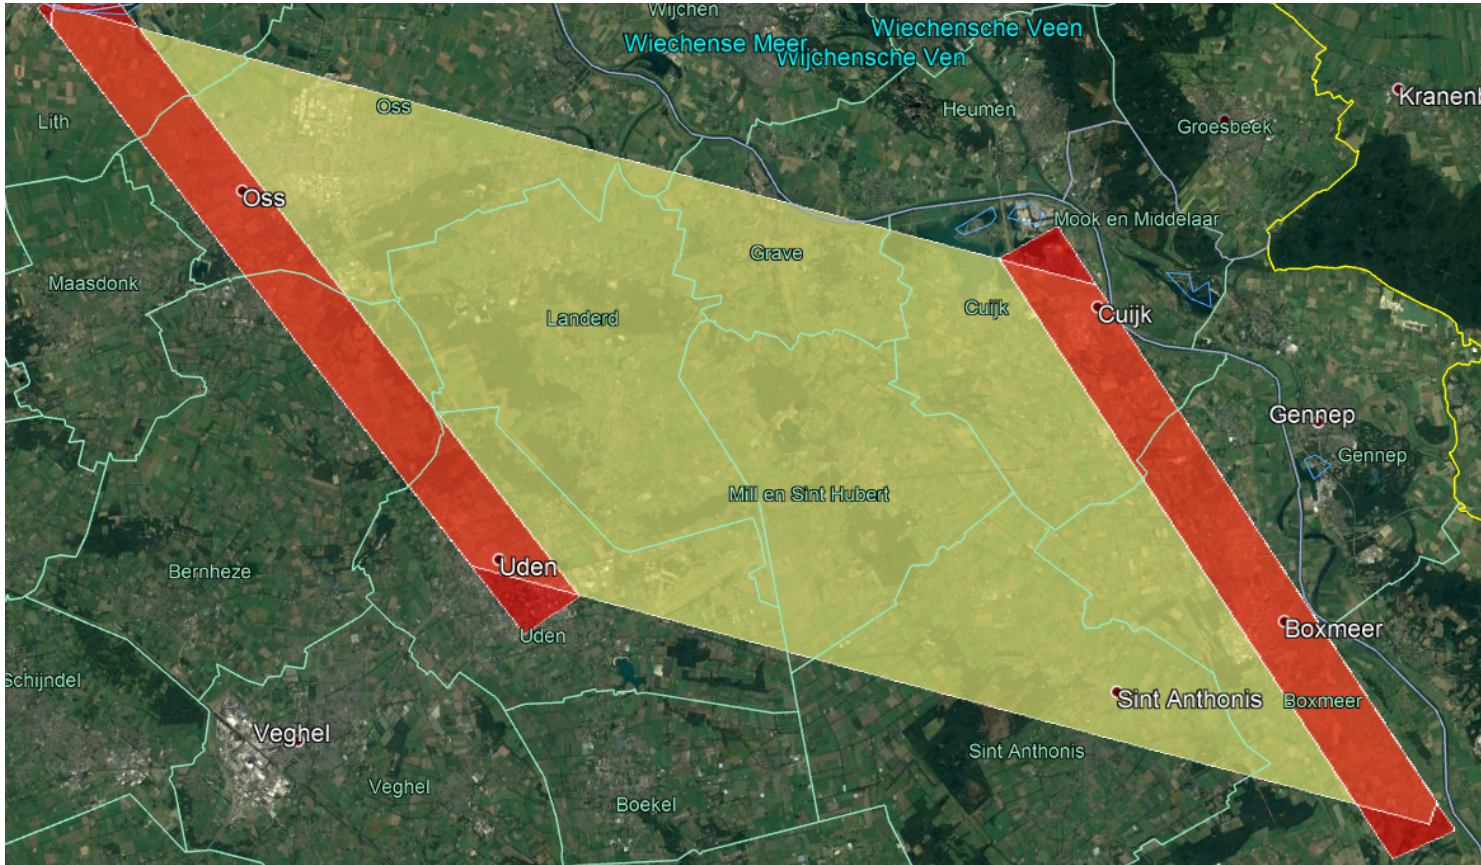 Wijchen
Wiechense Meer
Wiechensche Veen
Wijchensche Ven
Oss
Heumen
Lith
Groesbeek
Oss
Mook en Middelaar
Grave
Maasdonk
Landerd
Cuijk
Cuijk
Gennep
Gennep
Mill en Sint Hubert
Uden
Bernheze
Uden
Boxmeer
Schijndel
Sint Anthonis
Boxmeer
Veghel
Sint Anthonis
Veghel
Boekel